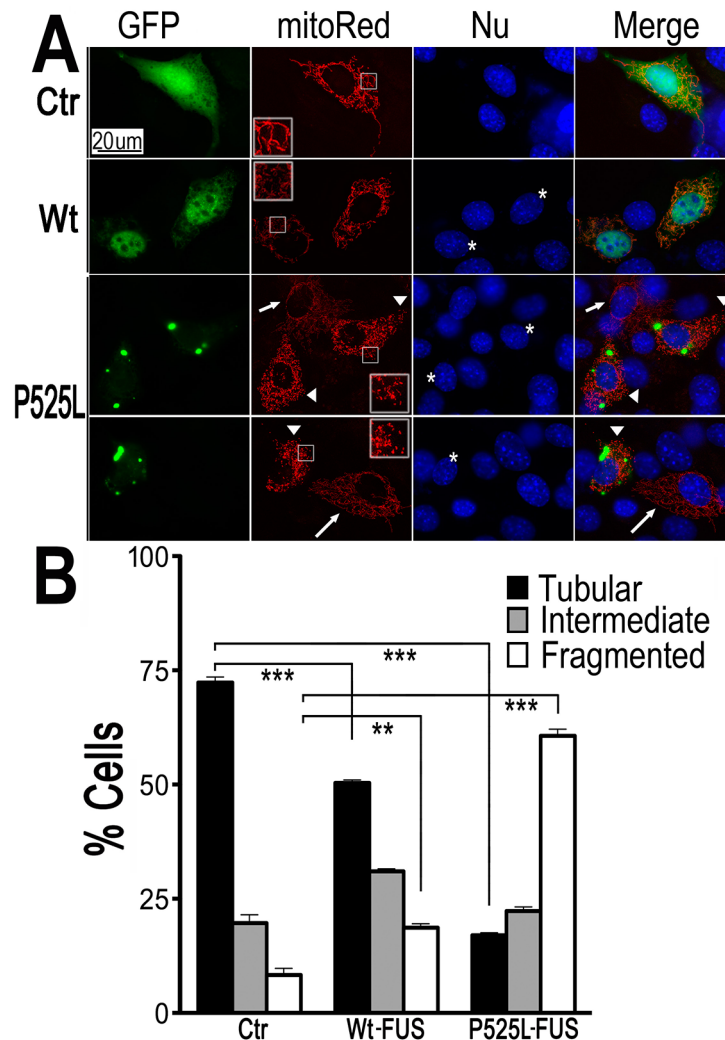 A
GFP mitoRed Nu Merge
Ctr
20um
Wt
*
*
P525L
*
*
*
B
100
75
50
25
0
% Cells
Tubular
Intermediate
Fragmented
***
***
***
**
Ctr Wt-FUS P525L-FUS